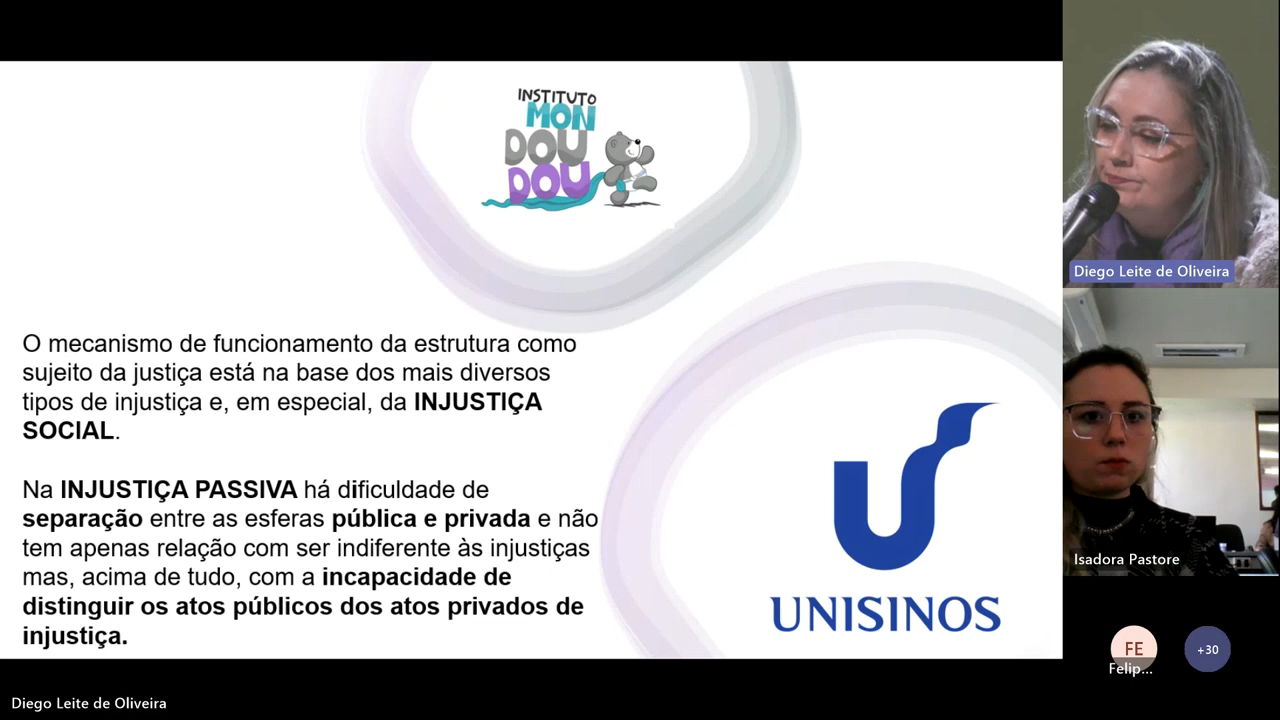 INSTITUTO
MON
DOU
DOU
O mecanismo de funcionamento da estrutura como
sujeito da justiça está na base dos mais diversos
tipos de injustiça e, em especial, da INJUSTIÇA
SOCIAL.
Na INJUSTIÇA PASSIVA há dificuldade de
separação entre as esferas pública e privada e não
tem apenas relação com ser indiferente às injustiças
mas, acima de tudo, com a incapacidade de
distinguir os atos públicos dos atos privados de
injustiça.
UNISINOS
Diego Leite de Oliveira
Isadora Pastore
FE
Felip...
+30
Diego Leite de Oliveira